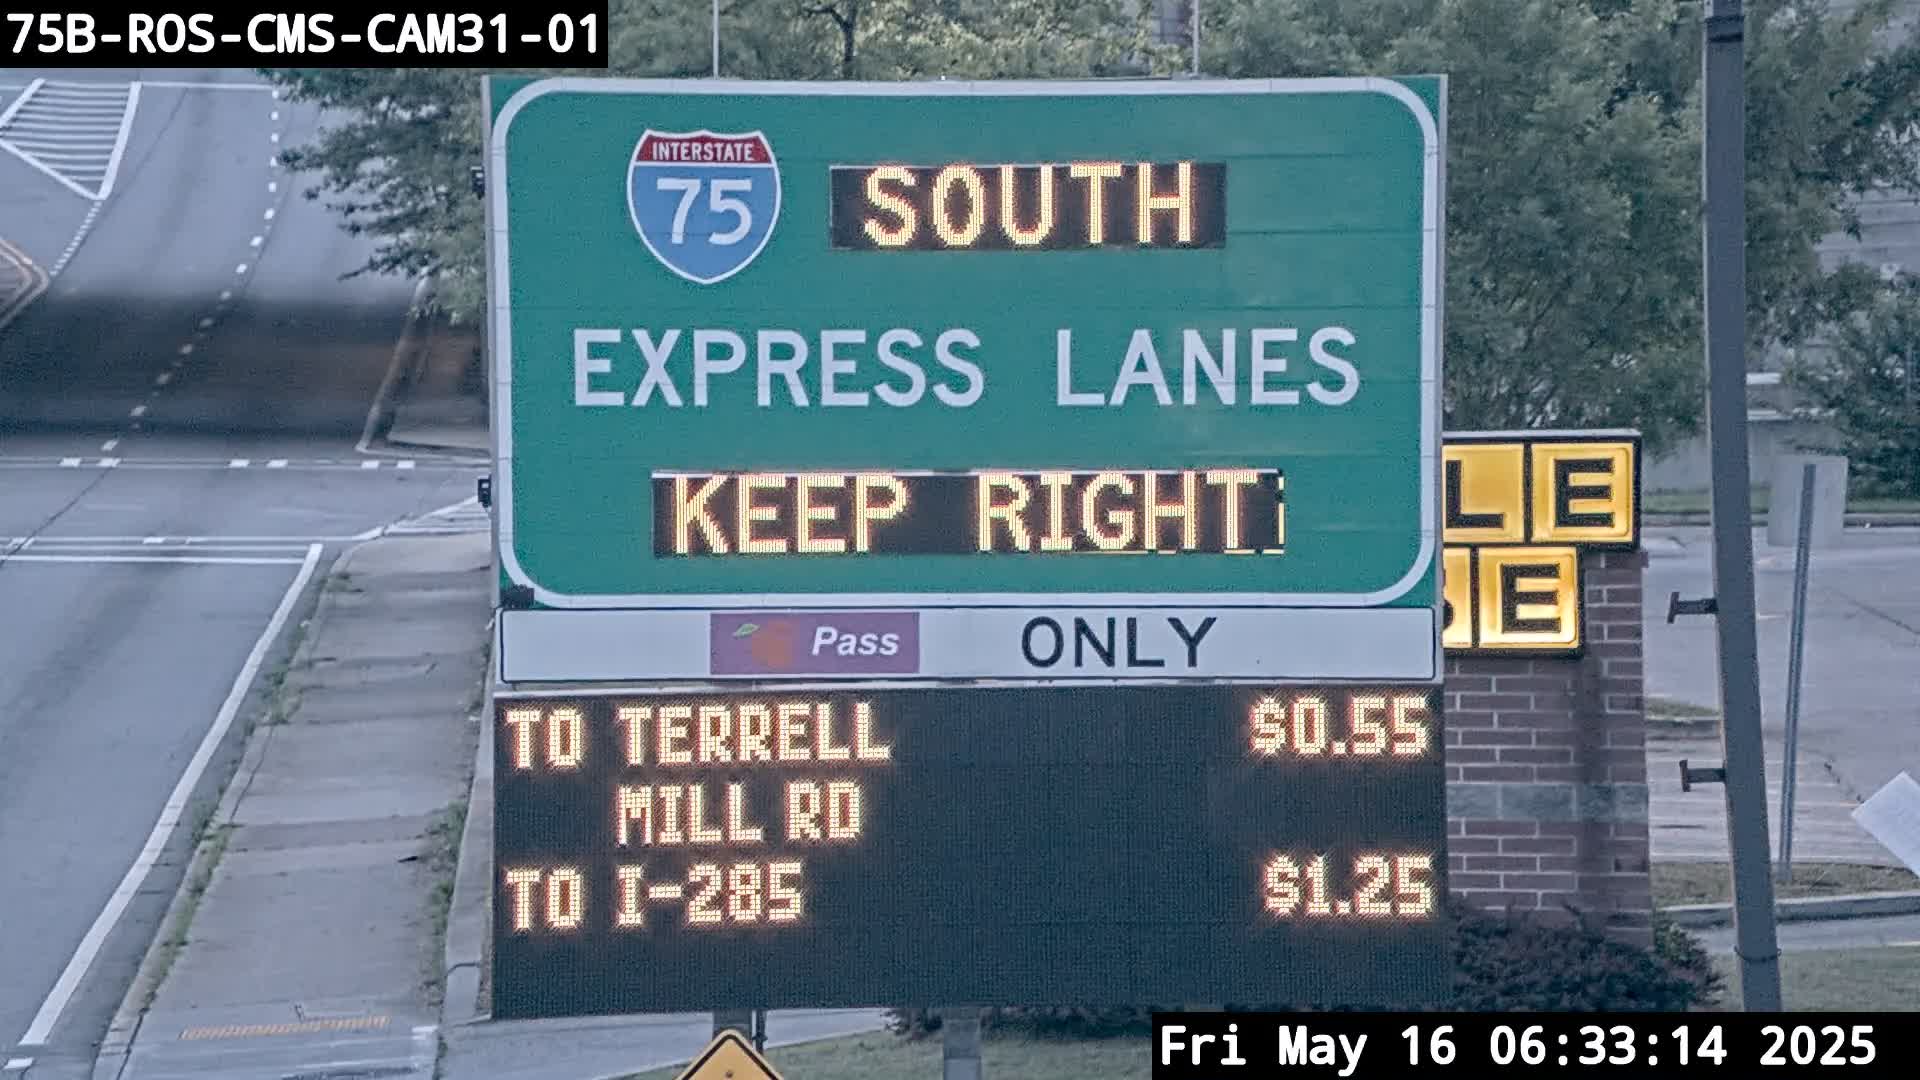 75B-ROS-CMS-CAM31-01
INTERSTATE
75
SOUTH
EXPRESS LANES
KEEP RIGHT
Pass ONLY
LE
E
TO TERRELL $0.55
MILL RD
TO I-285 $1.25
Fri May 16 06:33:14 2025